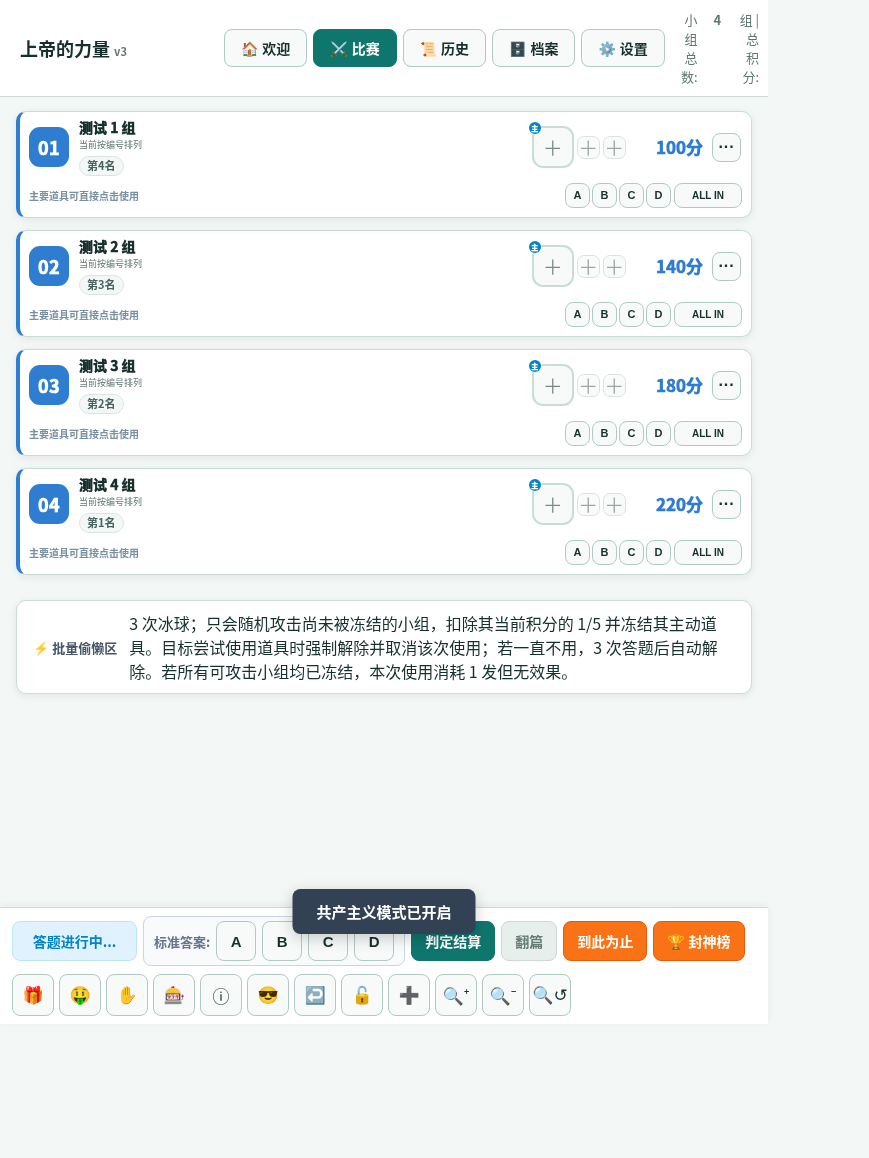 上帝的力量 v3
🏠 欢迎
⚔️ 比赛
📜 历史
🗄️ 档案
⚙️ 设置
小组总数: 4 组 | 总积分:
01
测试 1 组
当前按编号排列
第4名
主
100分
...
主要道具可直接点击使用
A B C D ALL IN
02
测试 2 组
当前按编号排列
第3名
主
140分
...
主要道具可直接点击使用
A B C D ALL IN
03
测试 3 组
当前按编号排列
第2名
主
180分
...
主要道具可直接点击使用
A B C D ALL IN
04
测试 4 组
当前按编号排列
第1名
主
220分
...
主要道具可直接点击使用
A B C D ALL IN
⚡ 批量偷懒区
3 次冰球；只会随机攻击尚未被冻结的小组，扣除其当前积分的 1/5 并冻结其主动道
具。目标尝试使用道具时强制解除并取消该次使用；若一直不用，3 次答题后自动解
除。若所有可攻击小组均已冻结，本次使用消耗 1 发但无效果。
共产主义模式已开启
答题进行中...
标准答案: A B C D
判定结算
翻篇
到此为止
🏆 封神榜